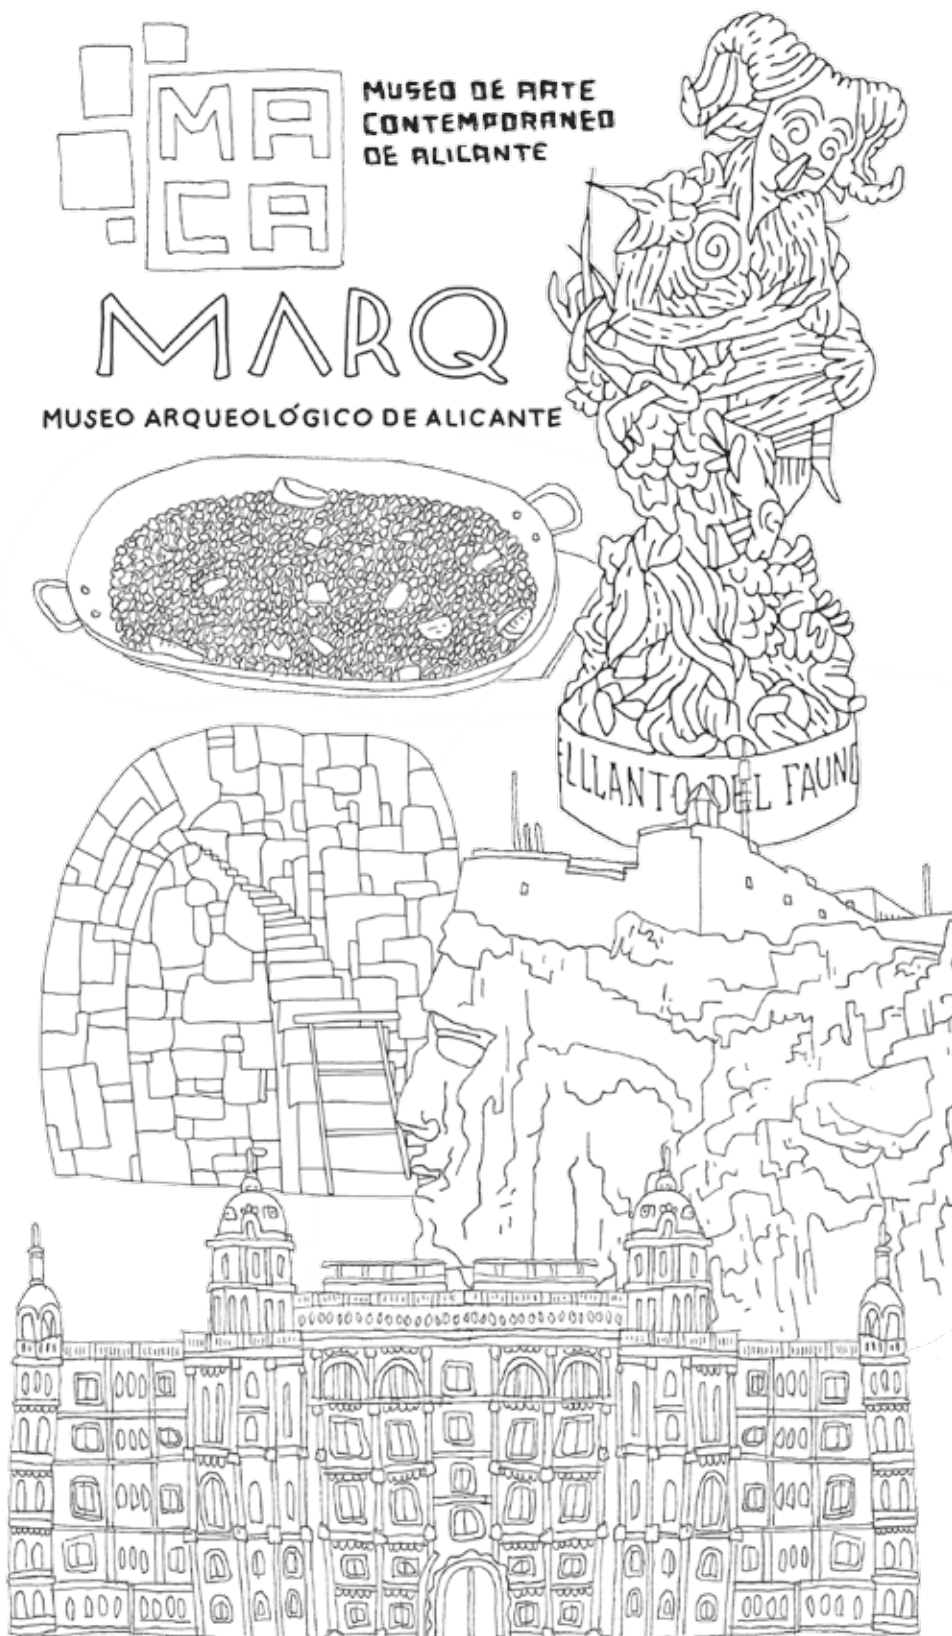 MA
CA
MUSEO DE ARTE
CONTEMPORANEO
DE ALICANTE
MARQ
MUSEO ARQUEOLÓGICO DE ALICANTE
EL LLANTO DEL FAUNO